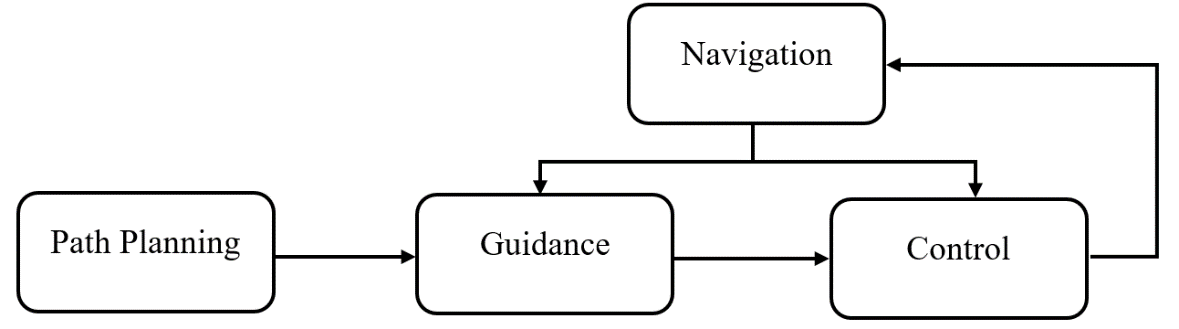 Navigation
Path Planning
Guidance
Control